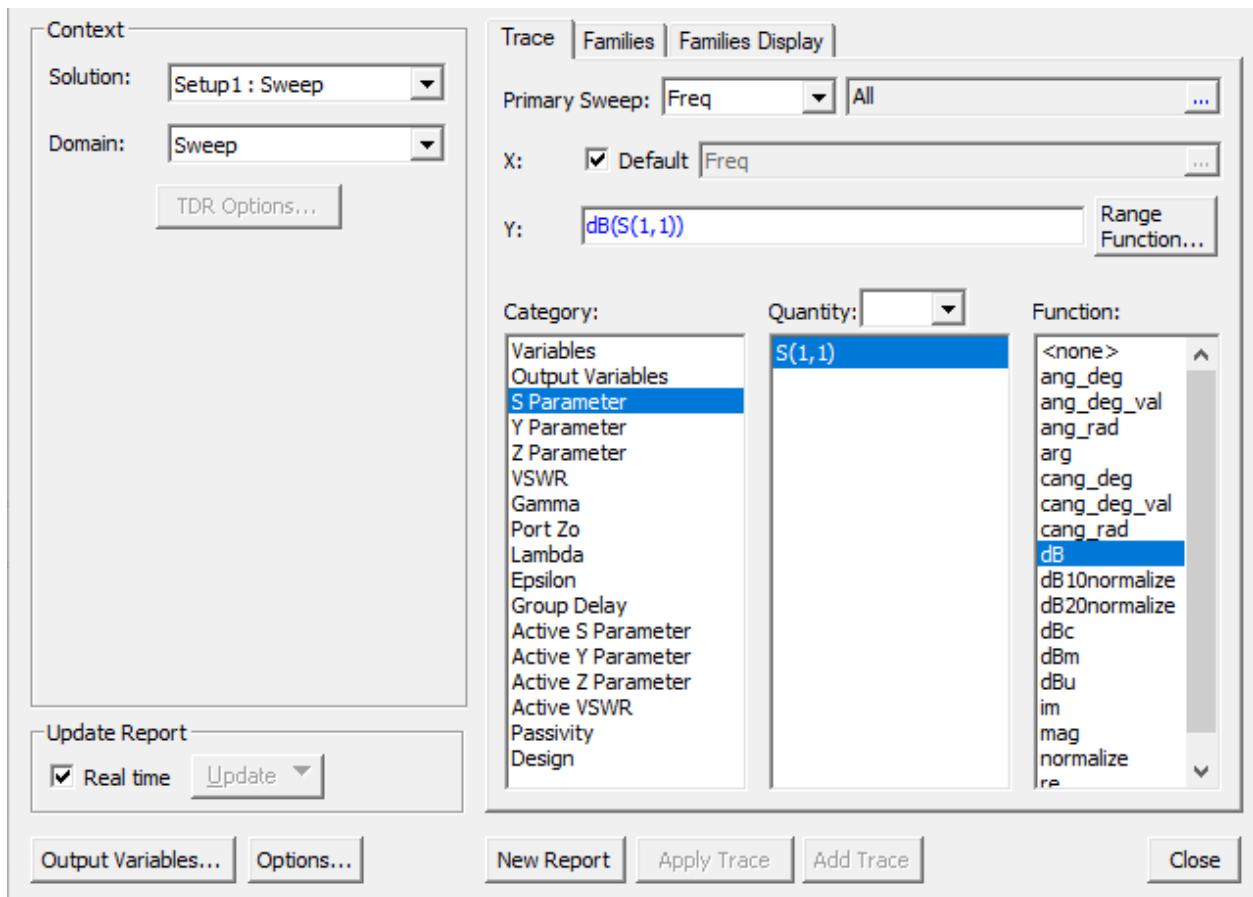 Context
Solution: Setup1 : Sweep
Domain: Sweep
TDR Options...
Update Report
Real time Update
Output Variables... Options...
Trace Families Families Display
Primary Sweep: Freq All ...
X: Default Freq ...
Y: dB(S(1,1)) Range
Function...
Category:
Variables
Output Variables
S Parameter
Y Parameter
Z Parameter
VSWR
Gamma
Port Zo
Lambda
Epsilon
Group Delay
Active S Parameter
Active Y Parameter
Active Z Parameter
Active VSWR
Passivity
Design
Quantity:
S(1,1)
Function:
<none>
ang_deg
ang_deg_val
ang_rad
arg
cang_deg
cang_deg_val
cang_rad
dB
dB10normalize
dB20normalize
dBc
dBm
dBu
im
mag
normalize
re
New Report Apply Trace Add Trace Close